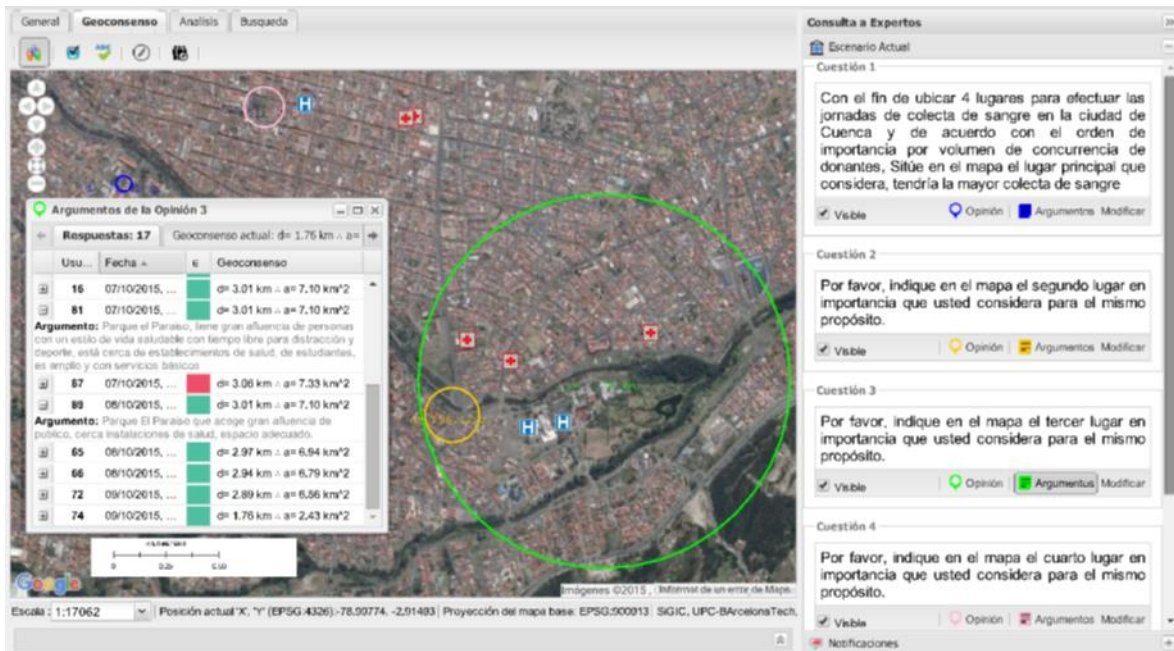 General Geoconsenso Analisis Busqueda
Consulta a Expertos
Escenario Actual
Cuestión 1
Con el fin de ubicar 4 lugares para efectuar las
jornadas de colecta de sangre en la ciudad de
Cuenca y de acuerdo con el orden de
importancia por volumen de concurrencia de
donantes, Sitúe en el mapa el lugar principal que
considera, tendría la mayor colecta de sangre
Visible Opinión Argumentos Modificar
Cuestión 2
Por favor, indique en el mapa el segundo lugar en
importancia que usted considera para el mismo
propósito.
Visible Opinión Argumentos Modificar
Cuestión 3
Por favor, indique en el mapa el tercer lugar en
importancia que usted considera para el mismo
propósito.
Visible Opinión Argumentos Modificar
Cuestión 4
Por favor, indique en el mapa el cuarto lugar en
importancia que usted considera para el mismo
propósito.
Visible Opinión Argumentos Modificar
Notificaciones
H
H H
Argumentos de la Opinión 3
Respuestas: 17 Geoconsenso actual: d= 1.76 km ∴ a=
Usu... Fecha Geoconsenso
16 07/10/2015, ... d= 3.01 km ∴ a= 7.10 km^2
81 07/10/2015, ... d= 3.01 km ∴ a= 7.10 km^2
Argumento: Parque el Paraiso, tiene gran afluencia de personas
con un estilo de vida saludable con tiempo libre para distracción y
deporte, está cerca de establecimientos de salud, de estudiantes,
es amplio y con servicios básicos
07/10/2015, ... d= 3.06 km ∴ a= 7.33 km^2
d= 3.01 km ∴ a= 7.10 km^2
Argumento: Parque El Paraiso que acoge gran afluencia de
publico, cerca instalaciones de salud, espacio adecuado.
65 d= 2.97 km ∴ a= 6.94 km^2
66 d= 2.94 km ∴ a= 6.79 km^2
72 09/10/2015, ... d= 2.89 km ∴ a= 6.56 km^2
74 09/10/2015, ... d= 1.76 km ∴ a= 2.43 km^2
Google
Imágenes ©2015 , Informar de un error de Maps
Escala : 1:17062 Posición actual "X", "Y" (EPSG:4326):-78.99774, -2.91493 Proyección del mapa base: EPSG:900913 SiGIC, UPC-BArcelonaTech,